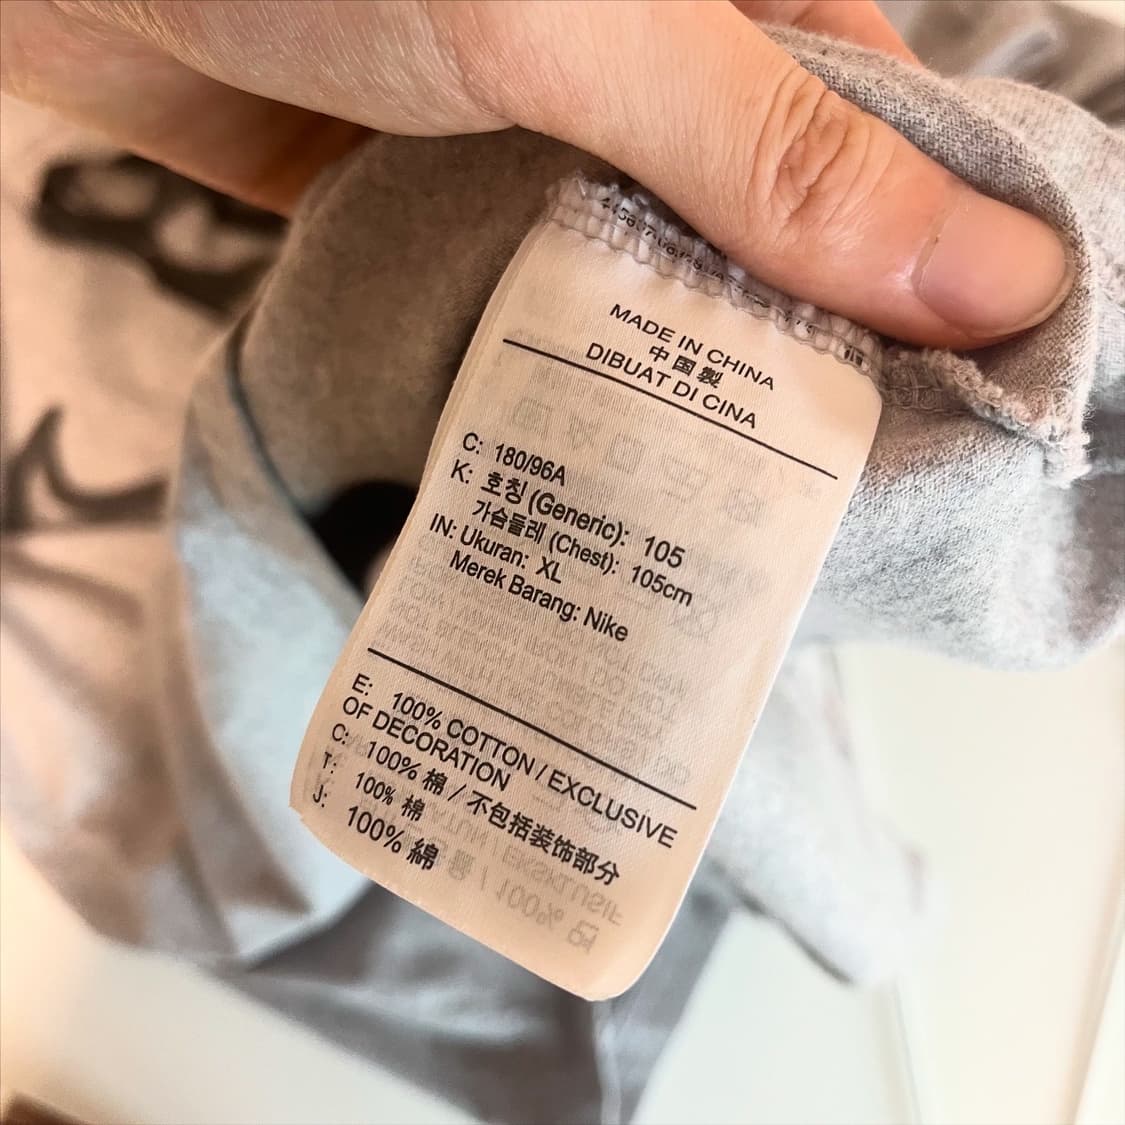 MADE IN CHINA
中 国 製
DIBUAT DI CINA
C: 180/96A
K: 호칭 (Generic): 105
가슴둘레 (Chest): 105cm
IN: Ukuran: XL
Merek Barang: Nike
E: 100% COTTON / EXCLUSIVE
OF DECORATION
C: 100% 棉 / 不包括装饰部分
T: 100% 棉
J: 100% 綿